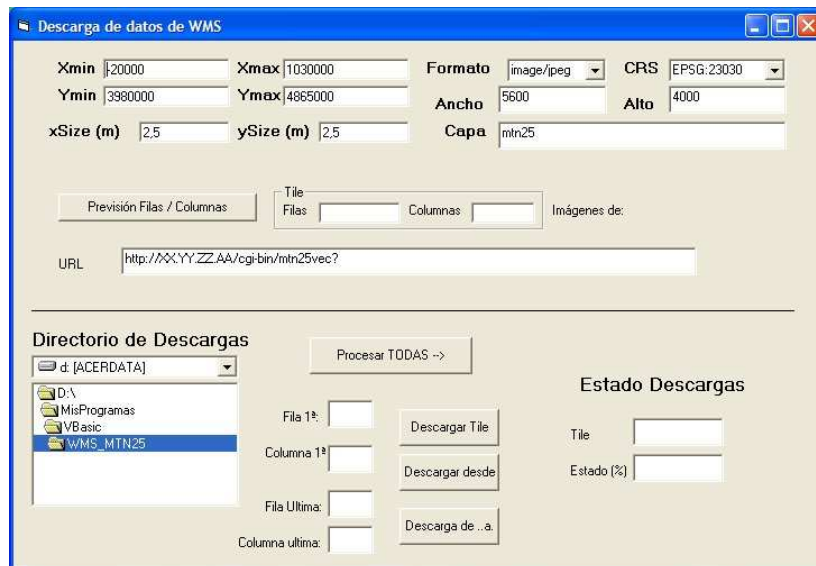 Descarga de datos de WMS
Xmin -20000 Xmax 1030000 Formato image/jpeg CRS EPSG:23030
Ymin 3980000 Ymax 4865000 Ancho 5600 Alto 4000
xSize (m) 2,5 ySize (m) 2,5 Capa mtn25
Previsión Filas / Columnas Tile Filas Columnas Imágenes de:
URL http://XX.YY.ZZ.AA/cgi-bin/mtn25vec?
Directorio de Descargas
Procesar TODAS -->
d: [ACERDATA]
Estado Descargas
D:\
MisProgramas
VBasic
WMS_MTN25
Fila 1ª:
Descargar Tile
Tile
Columna 1ª
Descargar desde
Estado (%)
Fila Ultima:
Descarga de ..a.
Columna ultima: